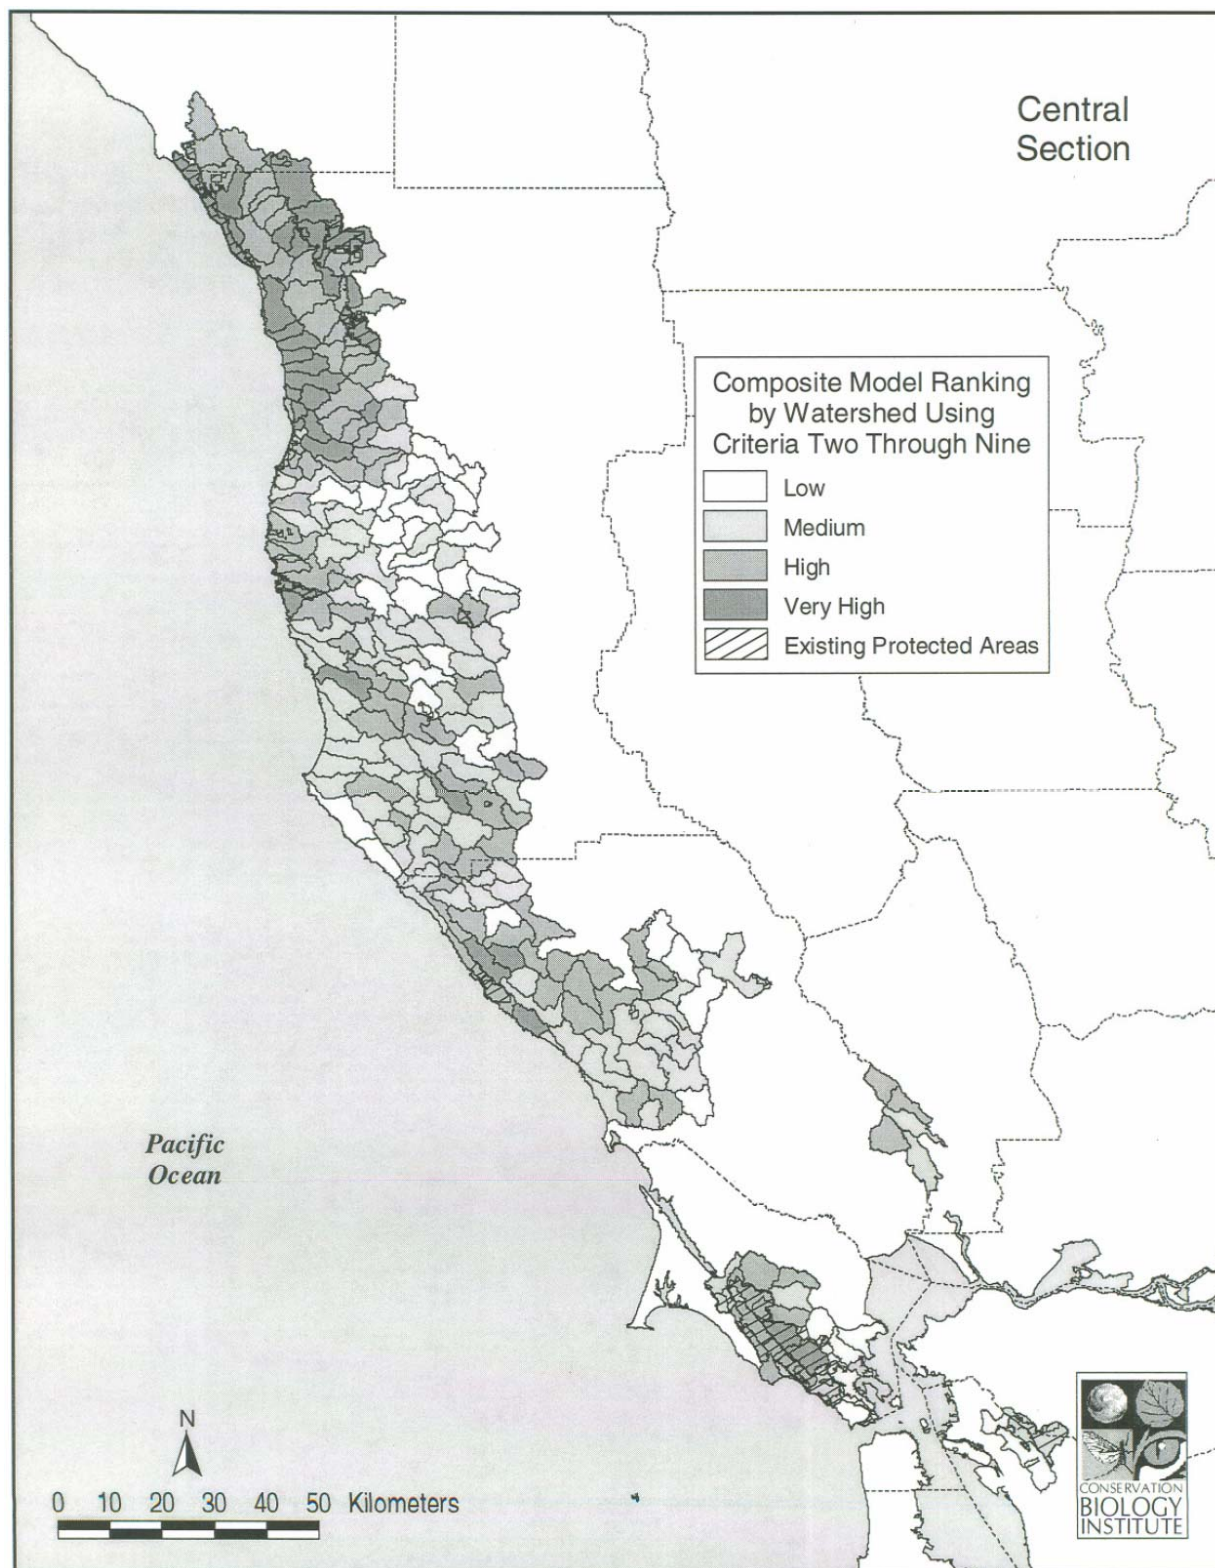 Central
Section
Composite Model Ranking
by Watershed Using
Criteria Two Through Nine
Low
Medium
High
Very High
Existing Protected Areas
Pacific
Ocean
N
0 10 20 30 40 50 Kilometers
CONSERVATION
BIOLOGY
INSTITUTE